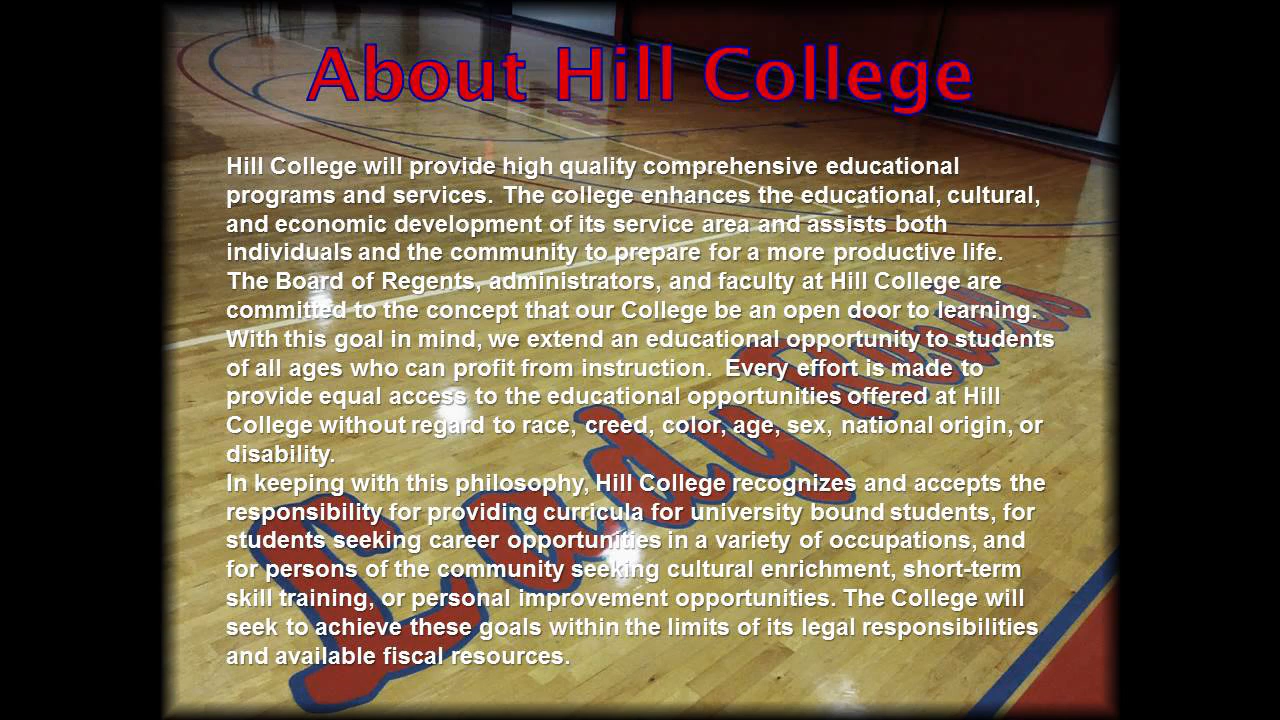 About Hill College
Hill College will provide high quality comprehensive educational
programs and services. The college enhances the educational, cultural,
and economic development of its service area and assists both
individuals and the community to prepare for a more productive life.
The Board of Regents, administrators, and faculty at Hill College are
committed to the concept that our College be an open door to learning.
With this goal in mind, we extend an educational opportunity to students
of all ages who can profit from instruction. Every effort is made to
provide equal access to the educational opportunities offered at Hill
College without regard to race, creed, color, age, sex, national origin, or
disability.
In keeping with this philosophy, Hill College recognizes and accepts the
responsibility for providing curricula for university bound students, for
students seeking career opportunities in a variety of occupations, and
for persons of the community seeking cultural enrichment, short-term
skill training, or personal improvement opportunities. The College will
seek to achieve these goals within the limits of its legal responsibilities
and available fiscal resources.
Lady